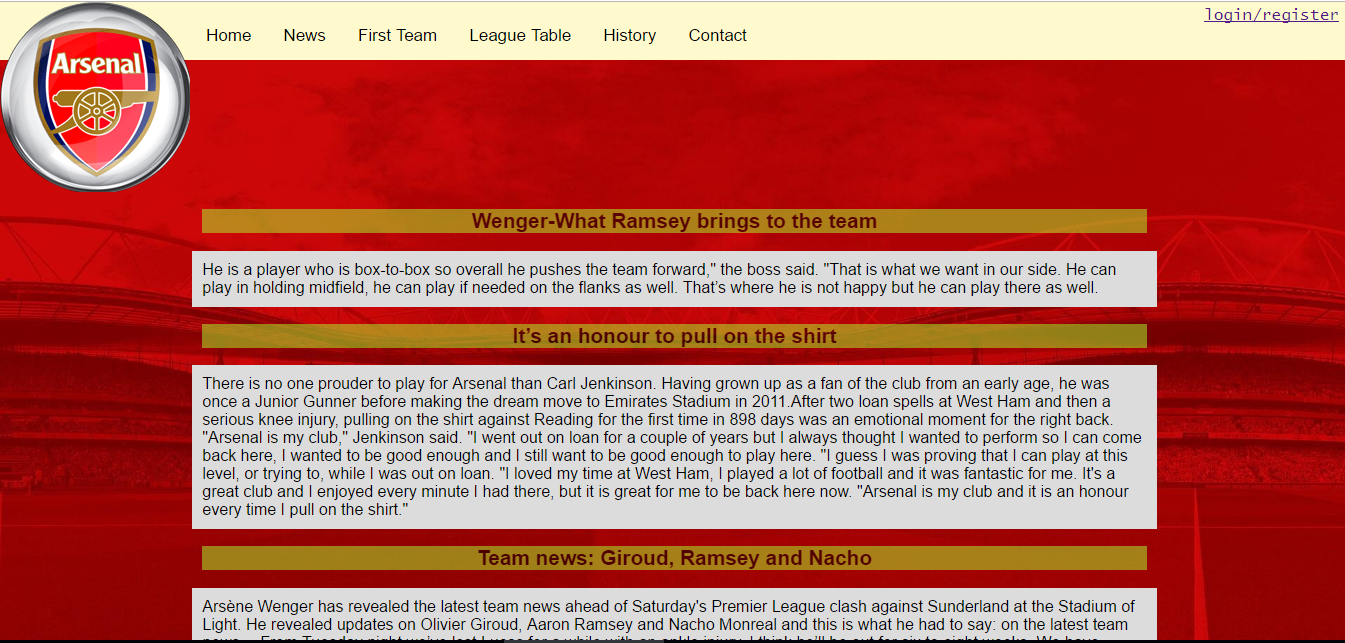 login/register
Arsenal
Home News First Team League Table History Contact
Wenger-What Ramsey brings to the team
He is a player who is box-to-box so overall he pushes the team forward," the boss said. "That is what we want in our side. He can
play in holding midfield, he can play if needed on the flanks as well. That’s where he is not happy but he can play there as well.
It’s an honour to pull on the shirt
There is no one prouder to play for Arsenal than Carl Jenkinson. Having grown up as a fan of the club from an early age, he was
once a Junior Gunner before making the dream move to Emirates Stadium in 2011.After two loan spells at West Ham and then a
serious knee injury, pulling on the shirt against Reading for the first time in 898 days was an emotional moment for the right back.
"Arsenal is my club," Jenkinson said. "I went out on loan for a couple of years but I always thought I wanted to perform so I can come
back here, I wanted to be good enough and I still want to be good enough to play here. "I guess I was proving that I can play at this
level, or trying to, while I was out on loan. "I loved my time at West Ham, I played a lot of football and it was fantastic for me. It's a
great club and I enjoyed every minute I had there, but it is great for me to be back here now. "Arsenal is my club and it is an honour
every time I pull on the shirt."
Team news: Giroud, Ramsey and Nacho
Arsène Wenger has revealed the latest team news ahead of Saturday's Premier League clash against Sunderland at the Stadium of
Light. He revealed updates on Olivier Giroud, Aaron Ramsey and Nacho Monreal and this is what he had to say: on the latest team